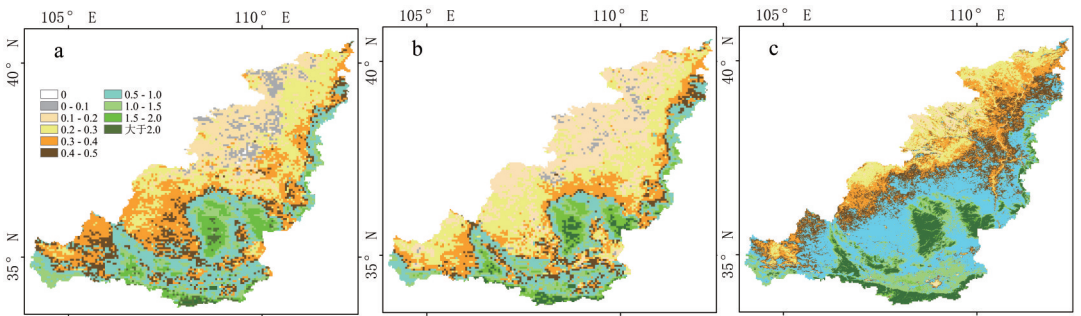 105° E 110° E
105° E 110° E
105° E 110° E
a
b
c
40° N
35° N
40° N
35° N
40° N
35° N
0
0 - 0.1
0.1 - 0.2
0.2 - 0.3
0.3 - 0.4
0.4 - 0.5
0.5 - 1.0
1.0 - 1.5
1.5 - 2.0
大于2.0